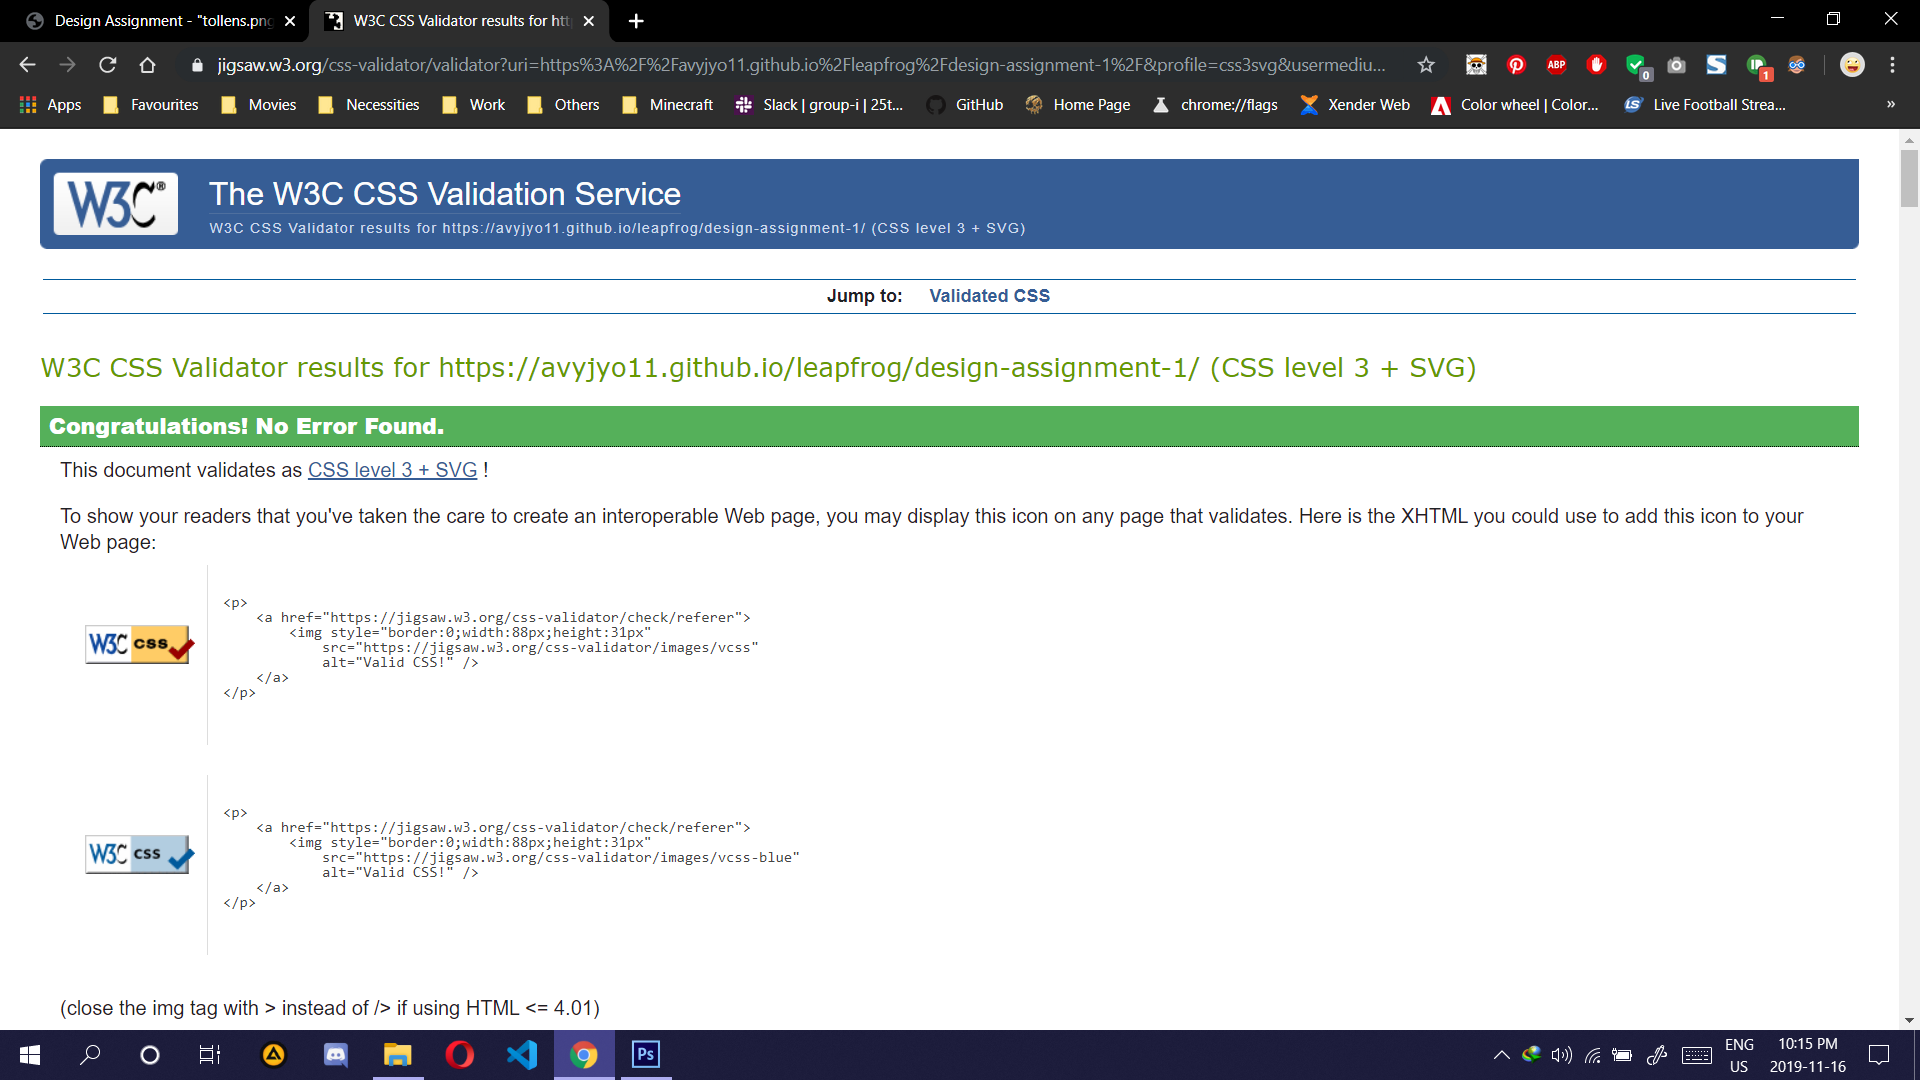 Design Assignment - "tollens.png
W3C CSS Validator results for htt
jigsaw.w3.org/css-validator/validator?uri=https%3A%2F%2Favyjyo11.github.io%2Fleapfrog%2Fdesign-assignment-1%2F&profile=css3svg&usermediu...
ABP
0
S
1
Apps
Favourites
Movies
Necessities
Work
Others
Minecraft
Slack | group-i | 25t...
GitHub
Home Page
chrome://flags
Xender Web
Color wheel | Color...
LS
Live Football Strea...
»
W3C®
The W3C CSS Validation Service
W3C CSS Validator results for https://avyjyo11.github.io/leapfrog/design-assignment-1/ (CSS level 3 + SVG)
Jump to: Validated CSS
W3C CSS Validator results for https://avyjyo11.github.io/leapfrog/design-assignment-1/ (CSS level 3 + SVG)
Congratulations! No Error Found.
This document validates as CSS level 3 + SVG !
To show your readers that you've taken the care to create an interoperable Web page, you may display this icon on any page that validates. Here is the XHTML you could use to add this icon to your
Web page:
W3C css
<p>
<a href="https://jigsaw.w3.org/css-validator/check/referer">
<img style="border:0;width:88px;height:31px"
src="https://jigsaw.w3.org/css-validator/images/vcss"
alt="Valid CSS!" />
</a>
</p>
W3C css
<p>
<a href="https://jigsaw.w3.org/css-validator/check/referer">
<img style="border:0;width:88px;height:31px"
src="https://jigsaw.w3.org/css-validator/images/vcss-blue"
alt="Valid CSS!" />
</a>
</p>
(close the img tag with > instead of /> if using HTML <= 4.01)
Ps
ENG
US
10:15 PM
2019-11-16